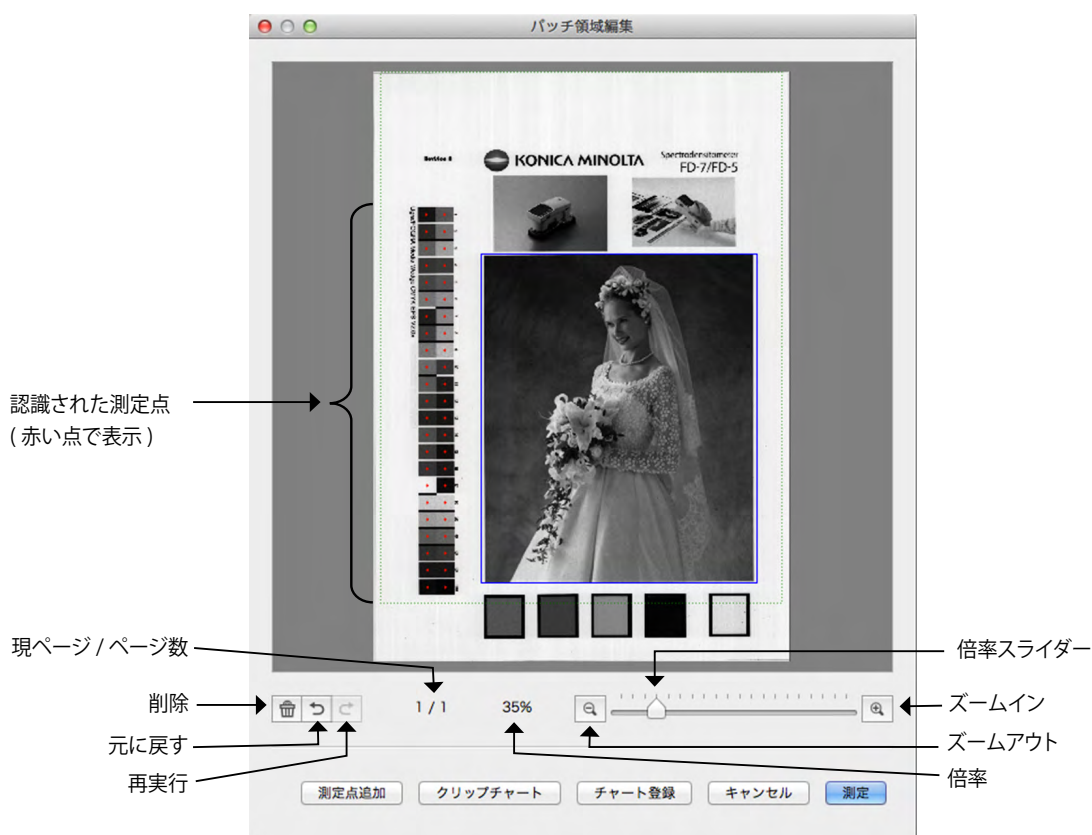 パッチ領域編集
KONICA MINOLTA
Spectrodensitometer
FD-7/FD-5
認識された測定点
( 赤い点で表示 )
現ページ / ページ数
倍率スライダー
削除
1 / 1
35%
ズームイン
元に戻す
ズームアウト
再実行
倍率
測定点追加
クリップチャート
チャート登録
キャンセル
測定